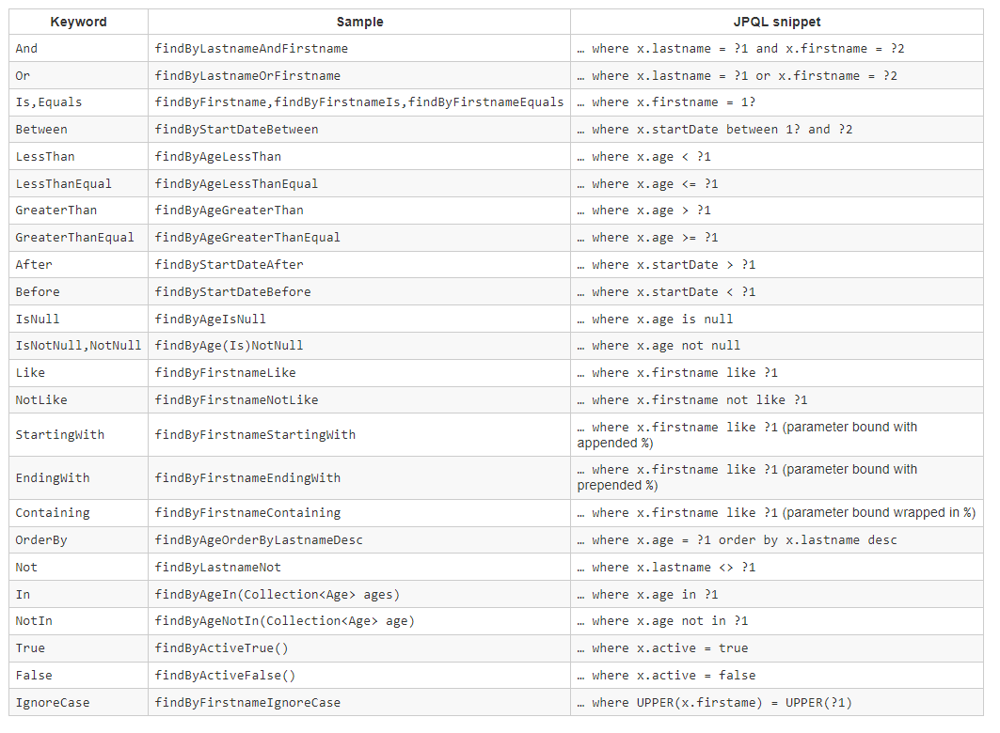 Keyword Sample JPQL snippet
And findByLastnameAndFirstname … where x.lastname = ?1 and x.firstname = ?2
Or findByLastnameOrFirstname … where x.lastname = ?1 or x.firstname = ?2
Is,Equals findByFirstname,findByFirstnameIs,findByFirstnameEquals … where x.firstname = 1?
Between findByStartDateBetween … where x.startDate between 1? and ?2
LessThan findByAgeLessThan … where x.age < ?1
LessThanEqual findByAgeLessThanEqual … where x.age <= ?1
GreaterThan findByAgeGreaterThan … where x.age > ?1
GreaterThanEqual findByAgeGreaterThanEqual … where x.age >= ?1
After findByStartDateAfter … where x.startDate > ?1
Before findByStartDateBefore … where x.startDate < ?1
IsNull findByAgeIsNull … where x.age is null
IsNotNull,NotNull findByAge(Is)NotNull … where x.age not null
Like findByFirstnameLike … where x.firstname like ?1
NotLike findByFirstnameNotLike … where x.firstname not like ?1
StartingWith findByFirstnameStartingWith … where x.firstname like ?1 (parameter bound with
appended %)
EndingWith findByFirstnameEndingWith … where x.firstname like ?1 (parameter bound with
prepended %)
Containing findByFirstnameContaining … where x.firstname like ?1 (parameter bound wrapped in %)
OrderBy findByAgeOrderByLastnameDesc … where x.age = ?1 order by x.lastname desc
Not findByLastnameNot … where x.lastname <> ?1
In findByAgeIn(Collection<Age> ages) … where x.age in ?1
NotIn findByAgeNotIn(Collection<Age> age) … where x.age not in ?1
True findByActiveTrue() … where x.active = true
False findByActiveFalse() … where x.active = false
IgnoreCase findByFirstnameIgnoreCase … where UPPER(x.firstame) = UPPER(?1)